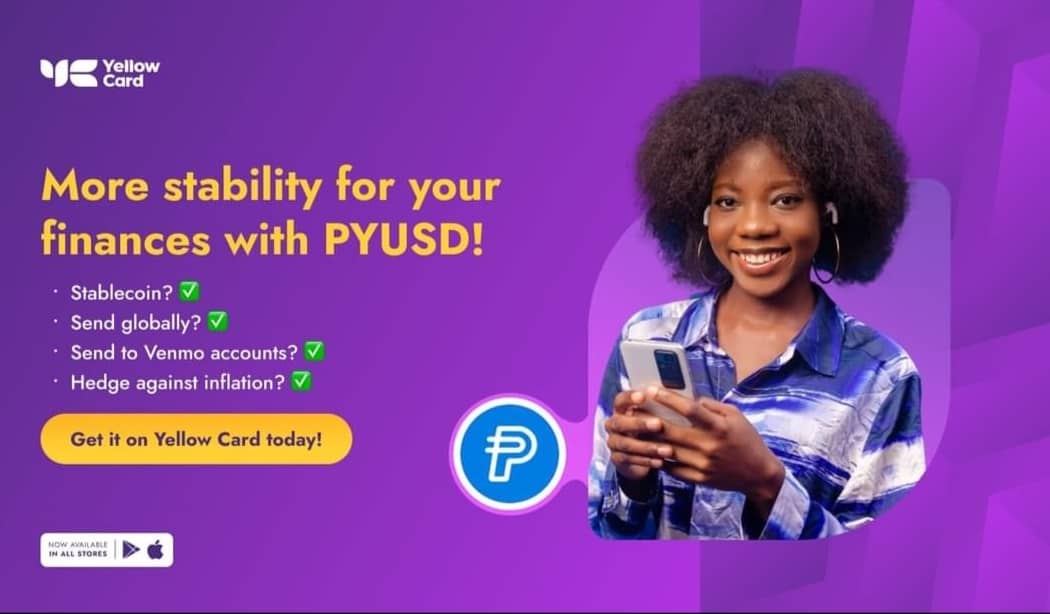 Yellow
Card
More stability for your
finances with PYUSD!
· Stablecoin? ✅
· Send globally? ✅
· Send to Venmo accounts? ✅
· Hedge against inflation? ✅
Get it on Yellow Card today!
NOW AVAILABLE
IN ALL STORES